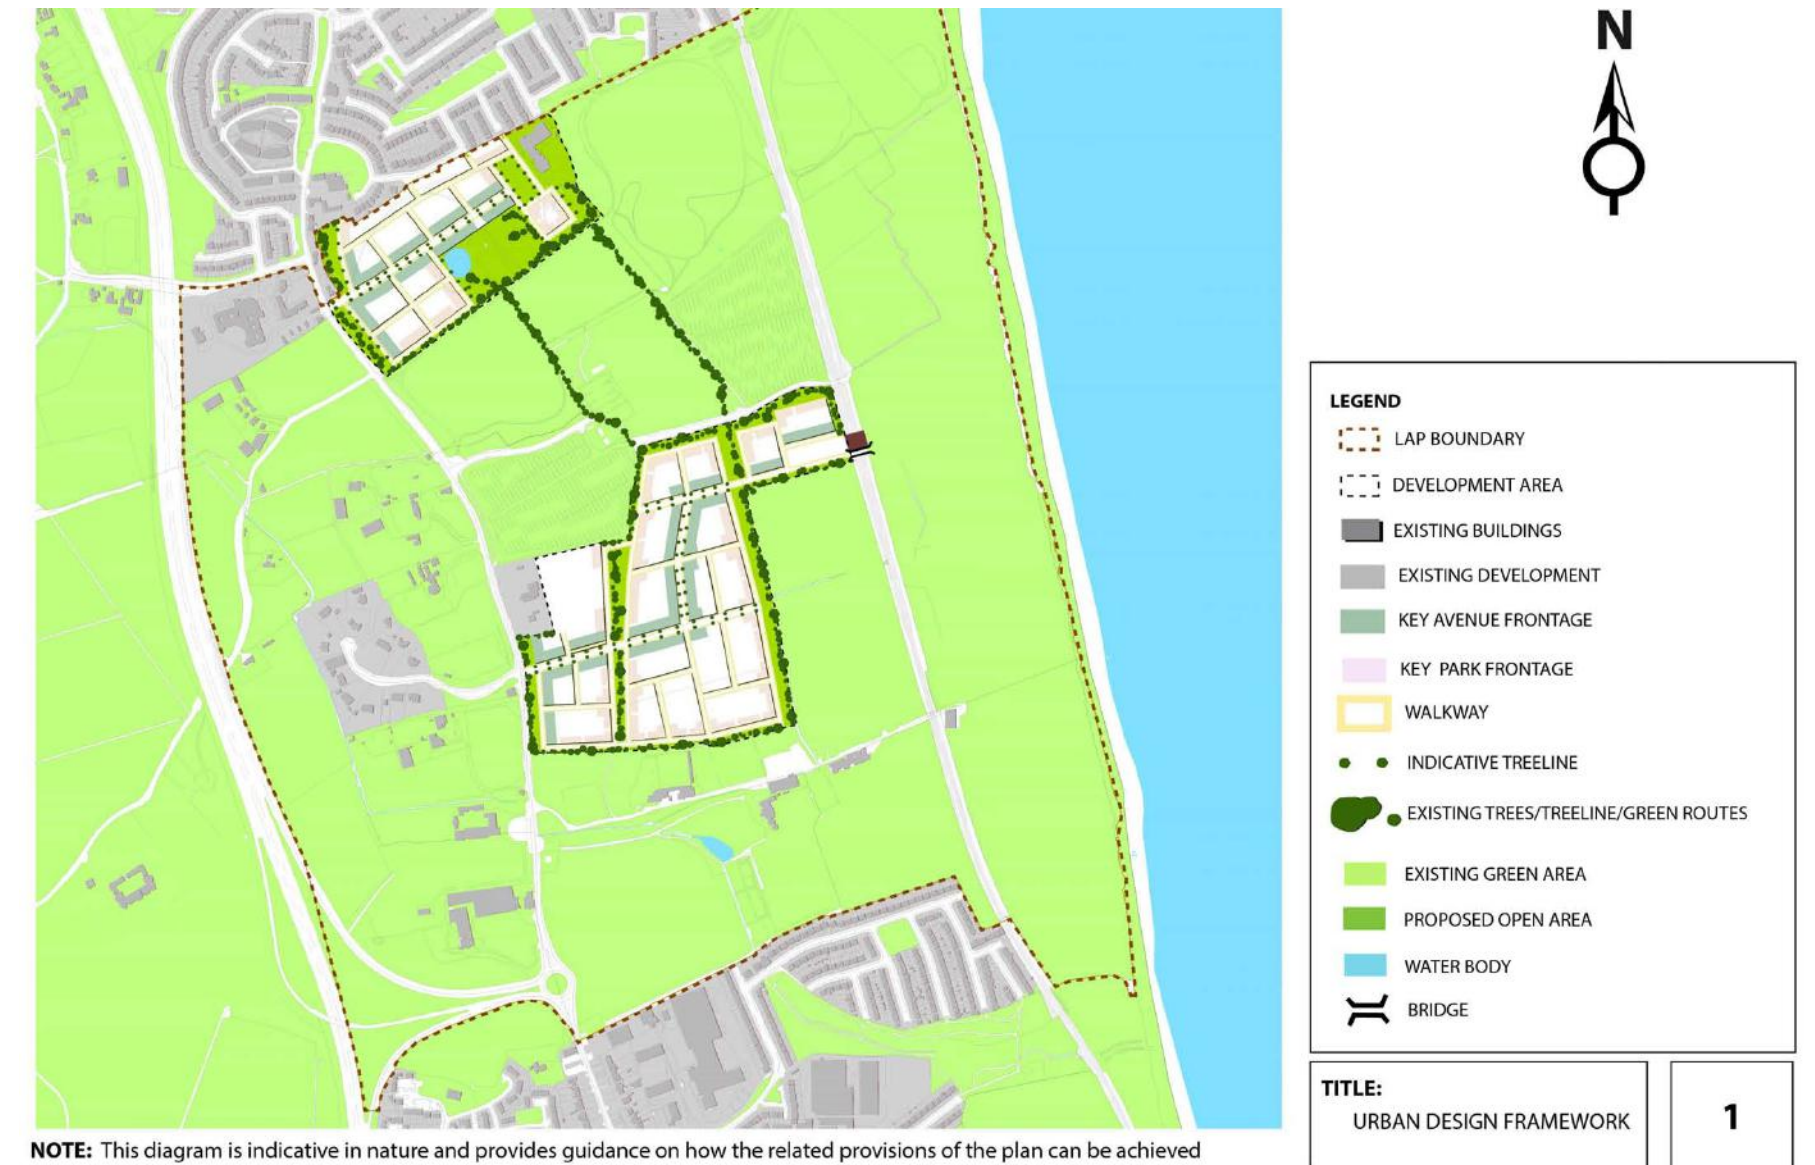 N
LEGEND
LAP BOUNDARY
DEVELOPMENT AREA
EXISTING BUILDINGS
EXISTING DEVELOPMENT
KEY AVENUE FRONTAGE
KEY PARK FRONTAGE
WALKWAY
INDICATIVE TREELINE
EXISTING TREES/TREELINE/GREEN ROUTES
EXISTING GREEN AREA
PROPOSED OPEN AREA
WATER BODY
BRIDGE
TITLE:
URBAN DESIGN FRAMEWORK
1
NOTE: This diagram is indicative in nature and provides guidance on how the related provisions of the plan can be achieved